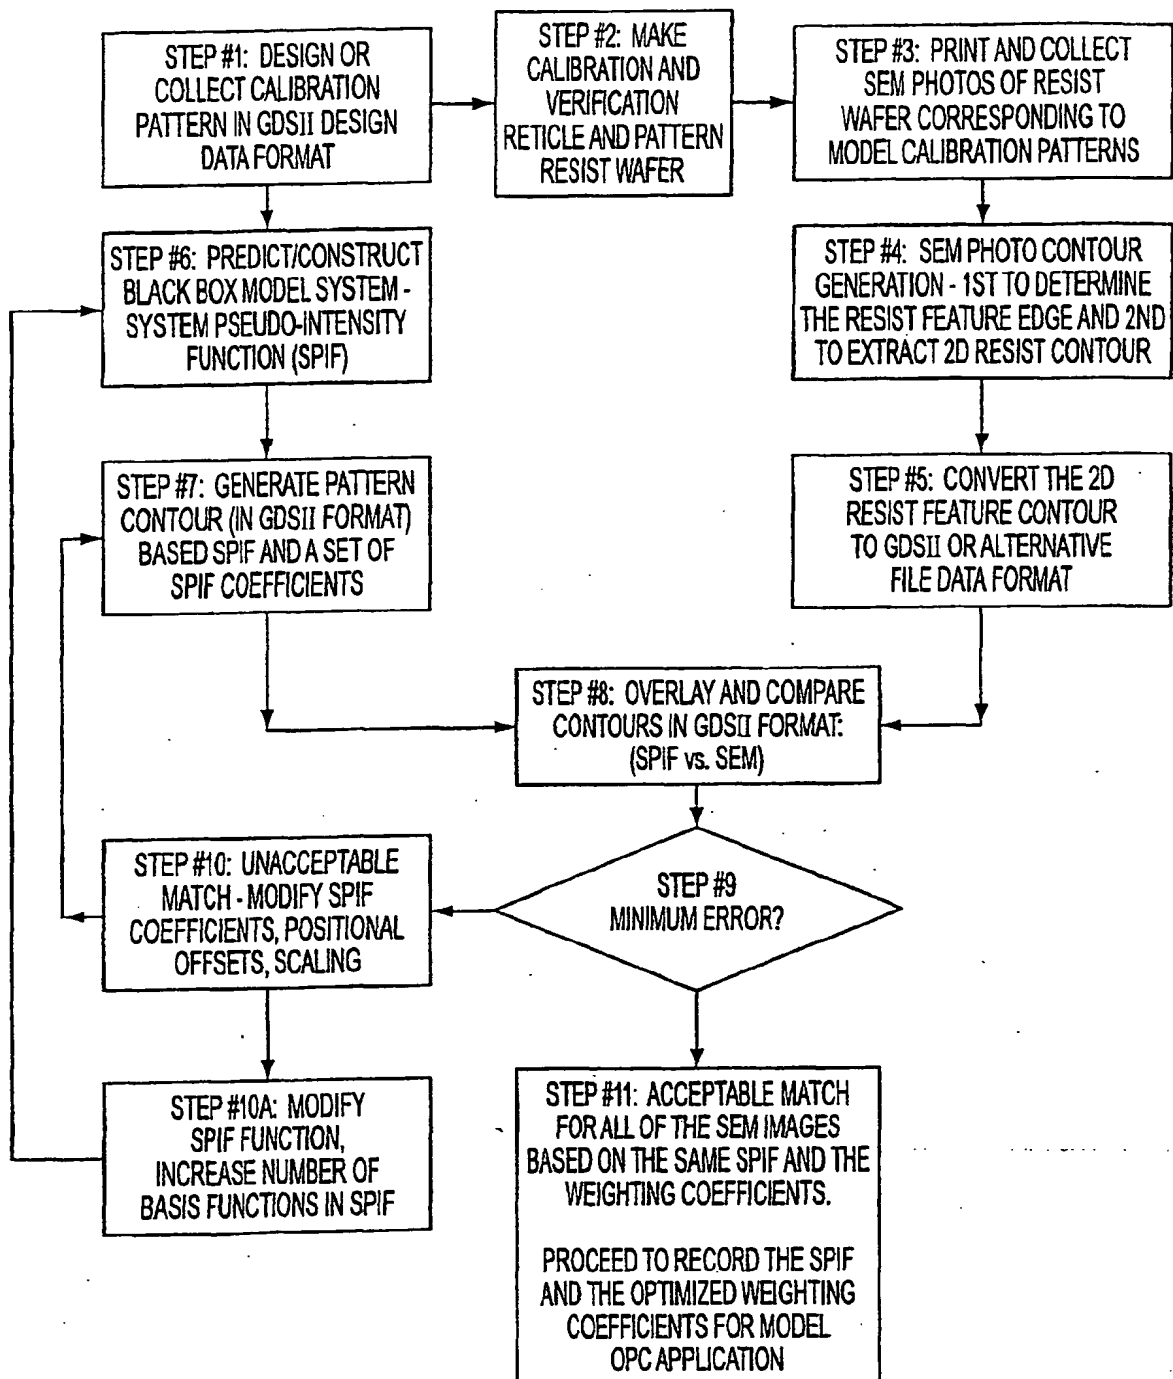 STEP #1: DESIGN OR
COLLECT CALIBRATION
PATTERN IN GDSII DESIGN
DATA FORMAT
STEP #2: MAKE
CALIBRATION AND
VERIFICATION
RETICLE AND PATTERN
RESIST WAFER
STEP #3: PRINT AND COLLECT
SEM PHOTOS OF RESIST
WAFER CORRESPONDING TO
MODEL CALIBRATION PATTERNS
STEP #6: PREDICT/CONSTRUCT
BLACK BOX MODEL SYSTEM -
SYSTEM PSEUDO-INTENSITY
FUNCTION (SPIF)
STEP #4: SEM PHOTO CONTOUR
GENERATION - 1ST TO DETERMINE
THE RESIST FEATURE EDGE AND 2ND
TO EXTRACT 2D RESIST CONTOUR
STEP #7: GENERATE PATTERN
CONTOUR (IN GDSII FORMAT)
BASED SPIF AND A SET OF
SPIF COEFFICIENTS
STEP #5: CONVERT THE 2D
RESIST FEATURE CONTOUR
TO GDSII OR ALTERNATIVE
FILE DATA FORMAT
STEP #8: OVERLAY AND COMPARE
CONTOURS IN GDSII FORMAT:
(SPIF vs. SEM)
STEP #10: UNACCEPTABLE
MATCH - MODIFY SPIF
COEFFICIENTS, POSITIONAL
OFFSETS, SCALING
STEP #9
MINIMUM ERROR?
STEP #10A: MODIFY
SPIF FUNCTION,
INCREASE NUMBER OF
BASIS FUNCTIONS IN SPIF
STEP #11: ACCEPTABLE MATCH
FOR ALL OF THE SEM IMAGES
BASED ON THE SAME SPIF AND THE
WEIGHTING COEFFICIENTS.
PROCEED TO RECORD THE SPIF
AND THE OPTIMIZED WEIGHTING
COEFFICIENTS FOR MODEL
OPC APPLICATION